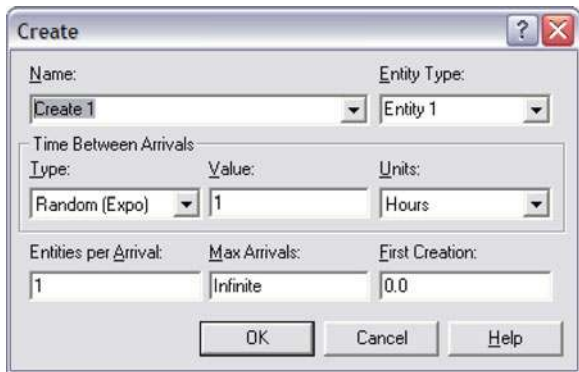 Create
Name: Entity Type:
Create 1 Entity 1
Time Between Arrivals
Type: Value: Units:
Random (Expo) 1 Hours
Entities per Arrival: Max Arrivals: First Creation:
1 Infinite 0.0
OK Cancel Help